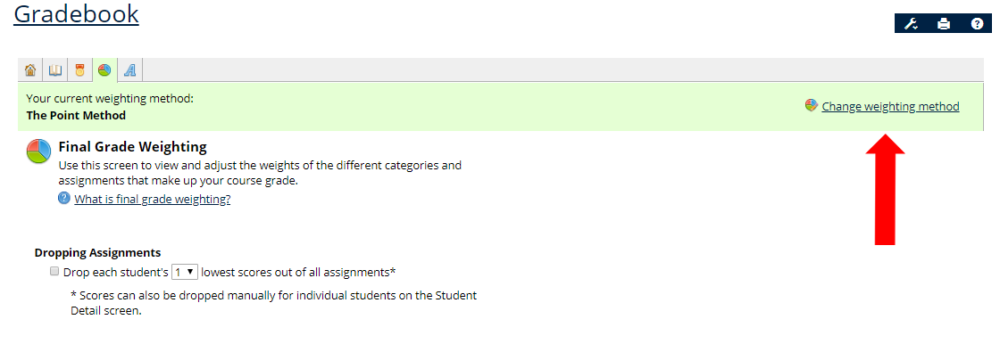 Gradebook
Your current weighting method:
The Point Method
Change weighting method
Final Grade Weighting
Use this screen to view and adjust the weights of the different categories and
assignments that make up your course grade.
What is final grade weighting?
Dropping Assignments
Drop each student's 1 lowest scores out of all assignments*
* Scores can also be dropped manually for individual students on the Student
Detail screen.